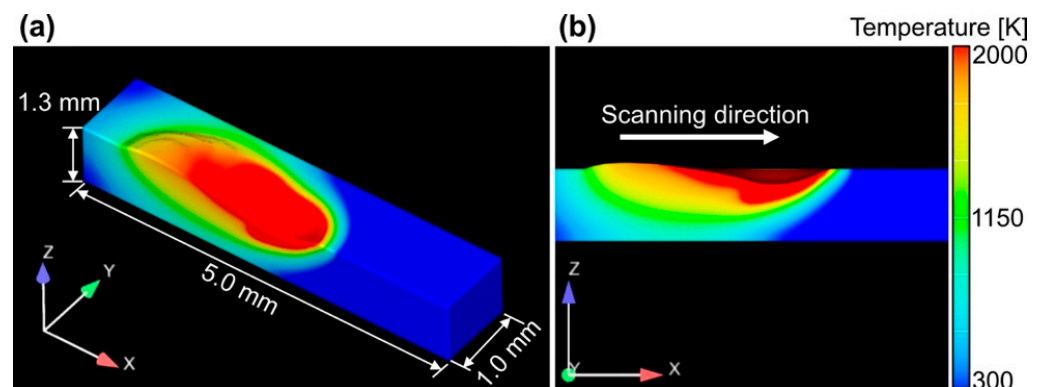 (a)
1.3 mm
5.0 mm
1.0 mm
Z
Y
X
(b)
Scanning direction
Z
Y
X
Temperature [K]
2000
1150
300